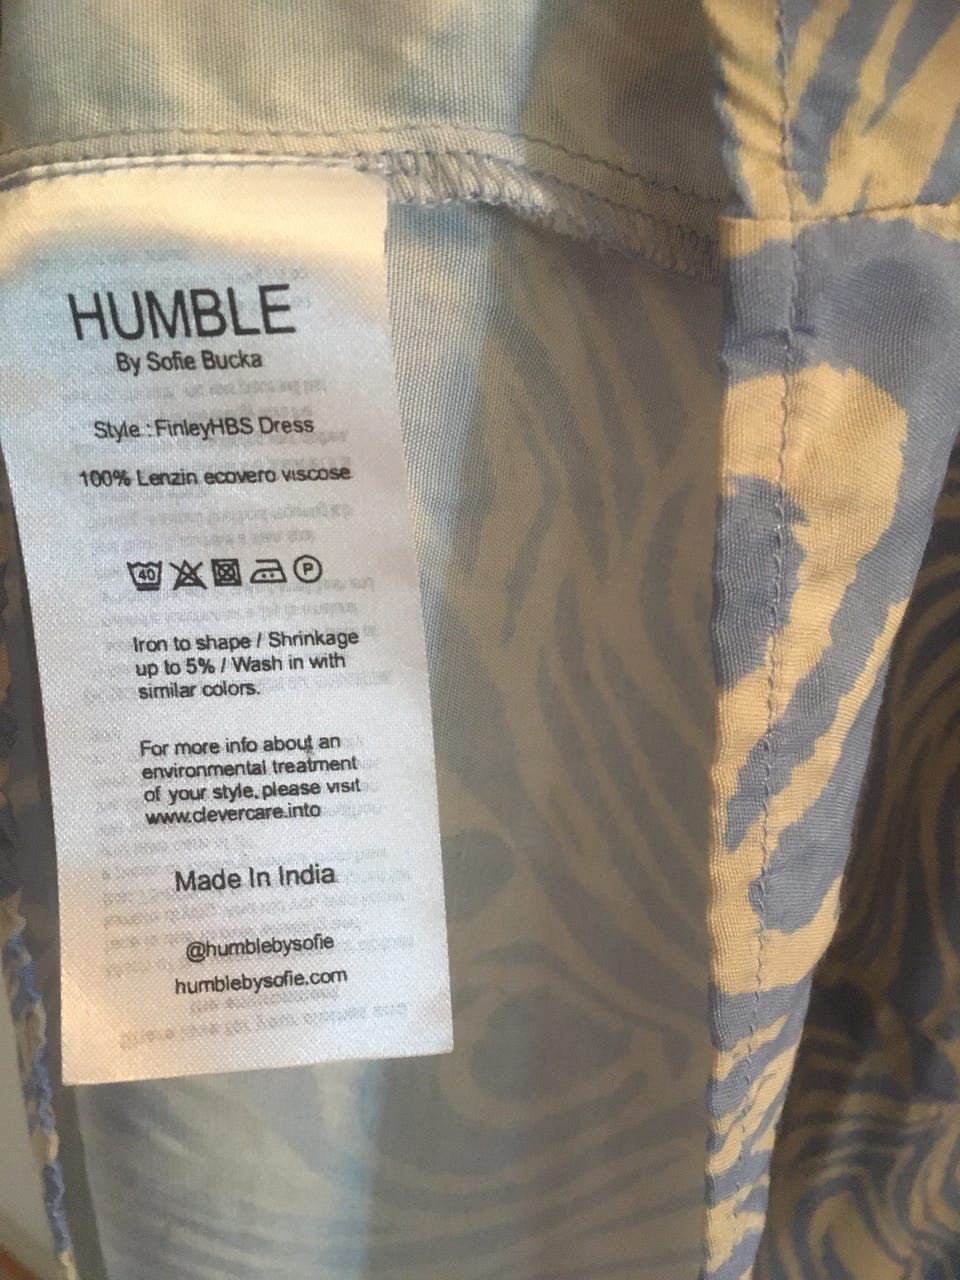 HUMBLE
By Sofie Bucka
Style : FinleyHBS Dress
100% Lenzin ecovero viscose
40
P
Iron to shape / Shrinkage
up to 5% / Wash in with
similar colors.
For more info about an
environmental treatment
of your style, please visit
www.clevercare.into
Made In India
@humblebysofie
humblebysofie.com